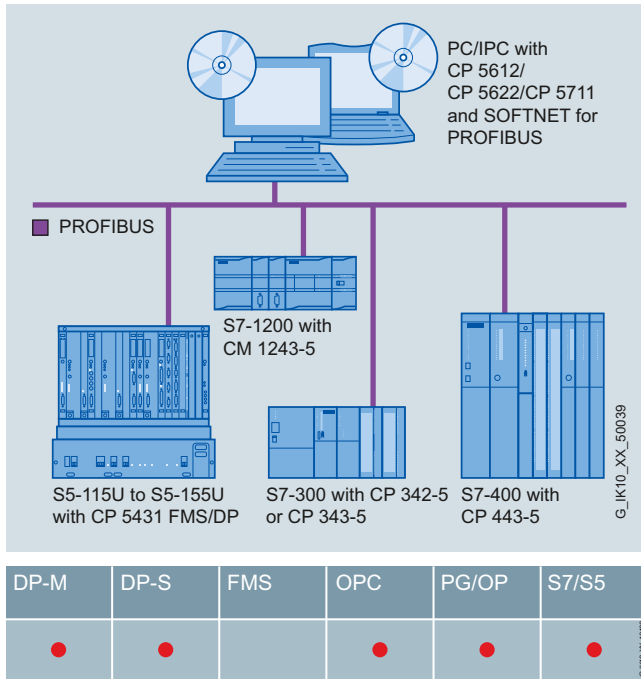 PC/IPC with
CP 5612/
CP 5622/CP 5711
and SOFTNET for
PROFIBUS
PROFIBUS
S7-1200 with
CM 1243-5
S5-115U to S5-155U
with CP 5431 FMS/DP
S7-300 with CP 342-5
or CP 343-5
S7-400 with
CP 443-5
G_IK10_XX_50039
DP-M DP-S FMS OPC PG/OP S7/S5